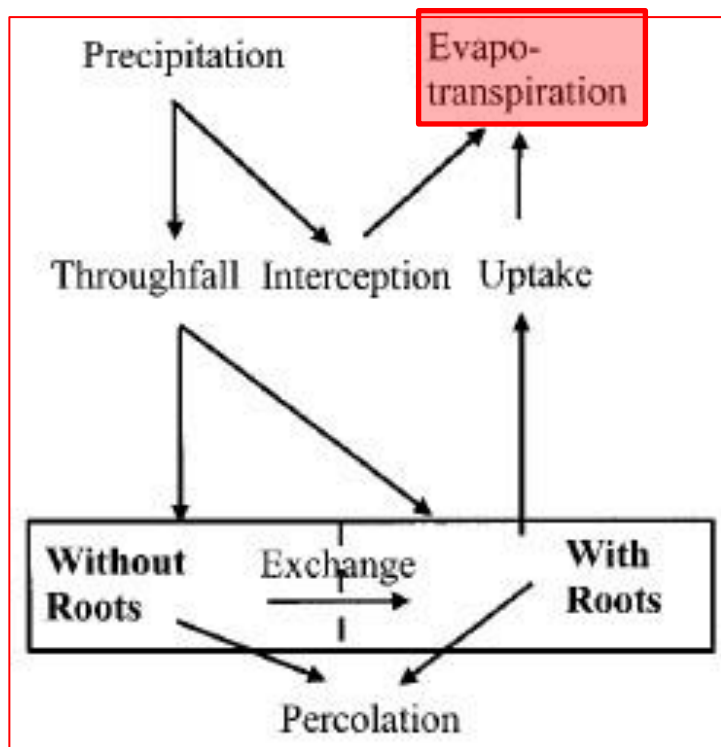 Precipitation
Evapo-
transpiration
Throughfall Interception Uptake
Without
Roots
Exchange
With
Roots
Percolation